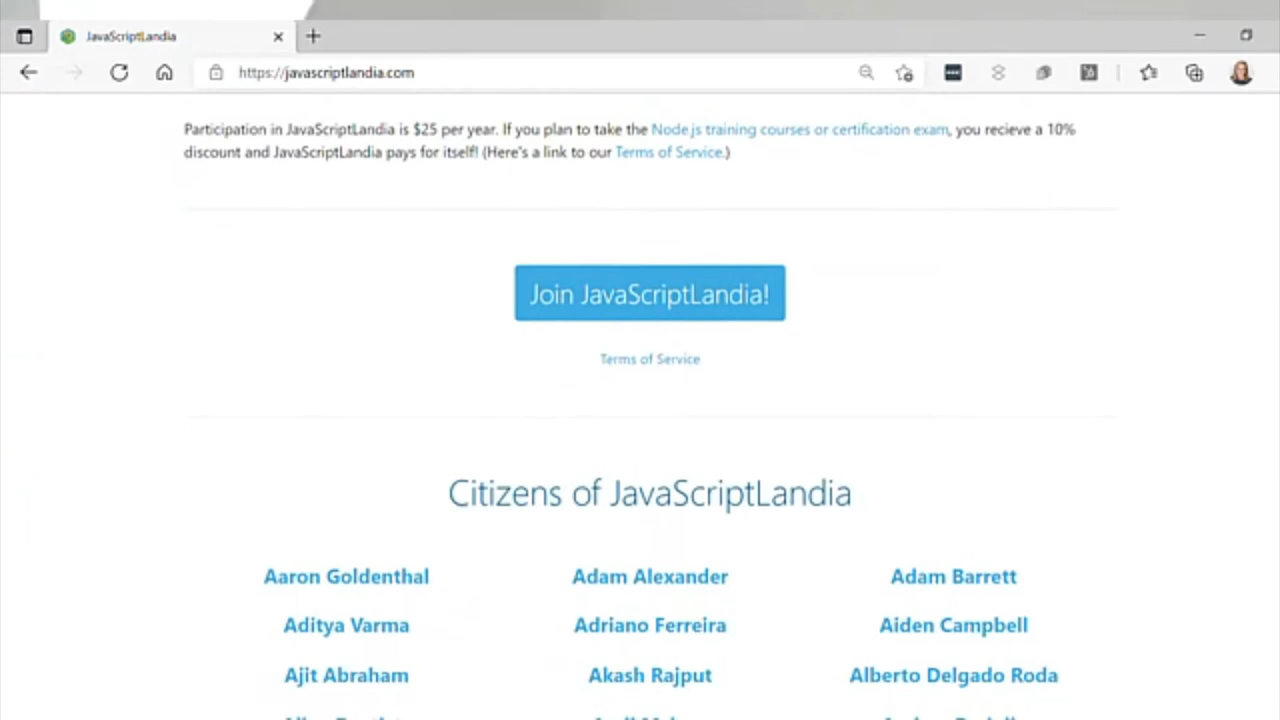 JavaScriptLandia
https://javascriptlandia.com
Participation in JavaScriptLandia is $25 per year. If you plan to take the Node.js training courses or certification exam, you recieve a 10%
discount and JavaScriptLandia pays for itself! (Here's a link to our Terms of Service.)
Join JavaScriptLandia!
Terms of Service
Citizens of JavaScriptLandia
Aaron Goldenthal Adam Alexander Adam Barrett
Aditya Varma Adriano Ferreira Aiden Campbell
Ajit Abraham Akash Rajput Alberto Delgado Roda